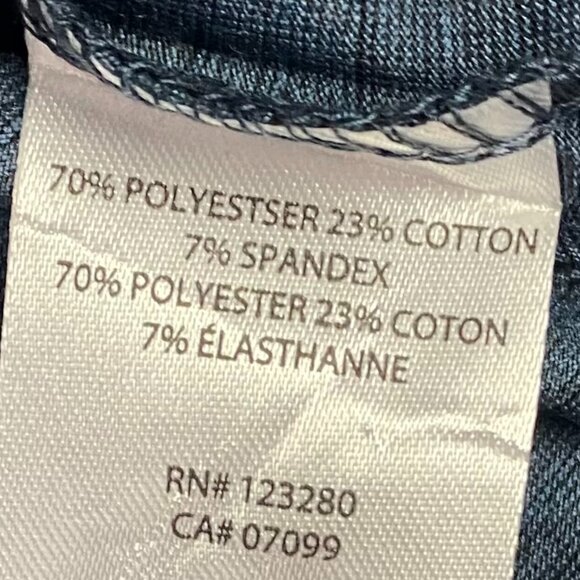 70% POLYESTSER 23% COTTON
7% SPANDEX
70% POLYESTER 23% COTON
7% ÉLASTHANNE
RN# 123280
CA# 07099